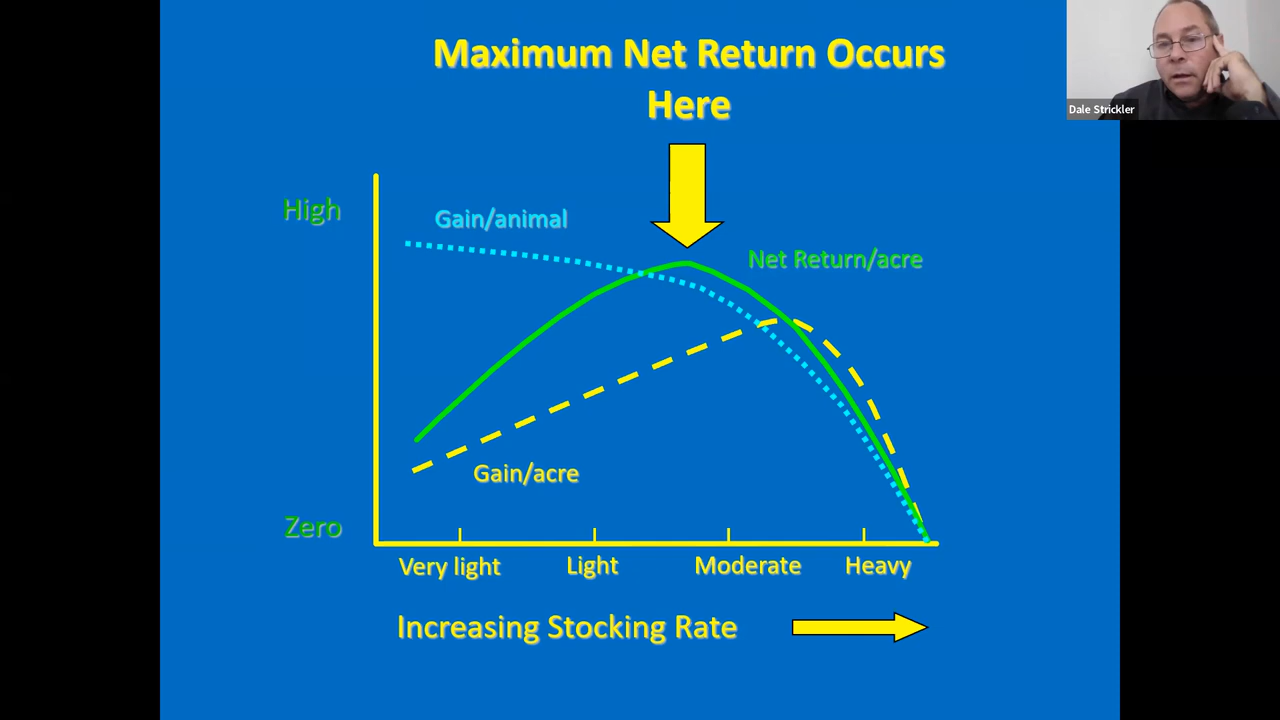 Maximum Net Return Occurs
Here
Dale Strickler
High
Gain/animal
Net Return/acre
Gain/acre
Zero
Very light
Light
Moderate
Heavy
Increasing Stocking Rate